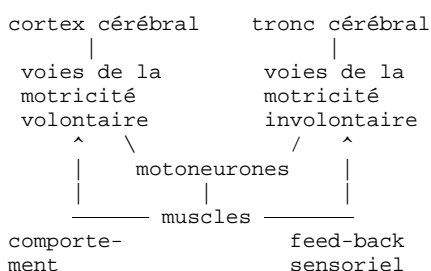 cortex cérébral tronc cérébral
voies de la voies de la
motricité motricité
volontaire involontaire
motoneurones
muscles
comporte- feed-back
ment sensoriel